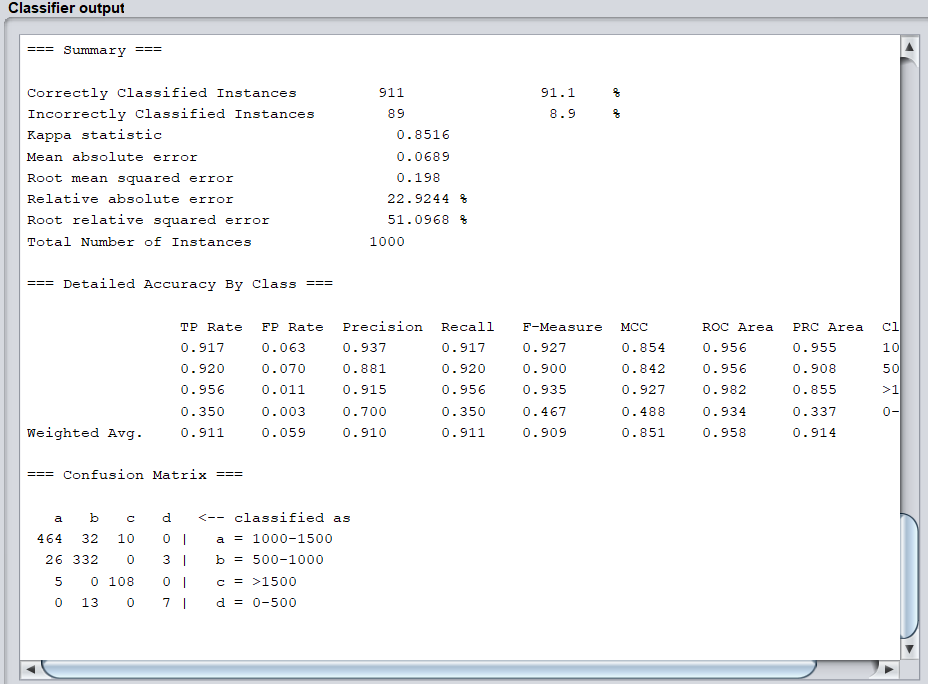 Classifier output
=== Summary ===
Correctly Classified Instances 911 91.1 %
Incorrectly Classified Instances 89 8.9 %
Kappa statistic 0.8516
Mean absolute error 0.0689
Root mean squared error 0.198
Relative absolute error 22.9244 %
Root relative squared error 51.0968 %
Total Number of Instances 1000
=== Detailed Accuracy By Class ===
TP Rate FP Rate Precision Recall F-Measure MCC ROC Area PRC Area Cl
0.917 0.063 0.937 0.917 0.927 0.854 0.956 0.955 10
0.920 0.070 0.881 0.920 0.900 0.842 0.956 0.908 50
0.956 0.011 0.915 0.956 0.935 0.927 0.982 0.855 >1
0.350 0.003 0.700 0.350 0.467 0.488 0.934 0.337 0-
Weighted Avg. 0.911 0.059 0.910 0.911 0.909 0.851 0.958 0.914
=== Confusion Matrix ===
a b c d <-- classified as
464 32 10 0 | a = 1000-1500
26 332 0 3 | b = 500-1000
5 0 108 0 | c = >1500
0 13 0 7 | d = 0-500